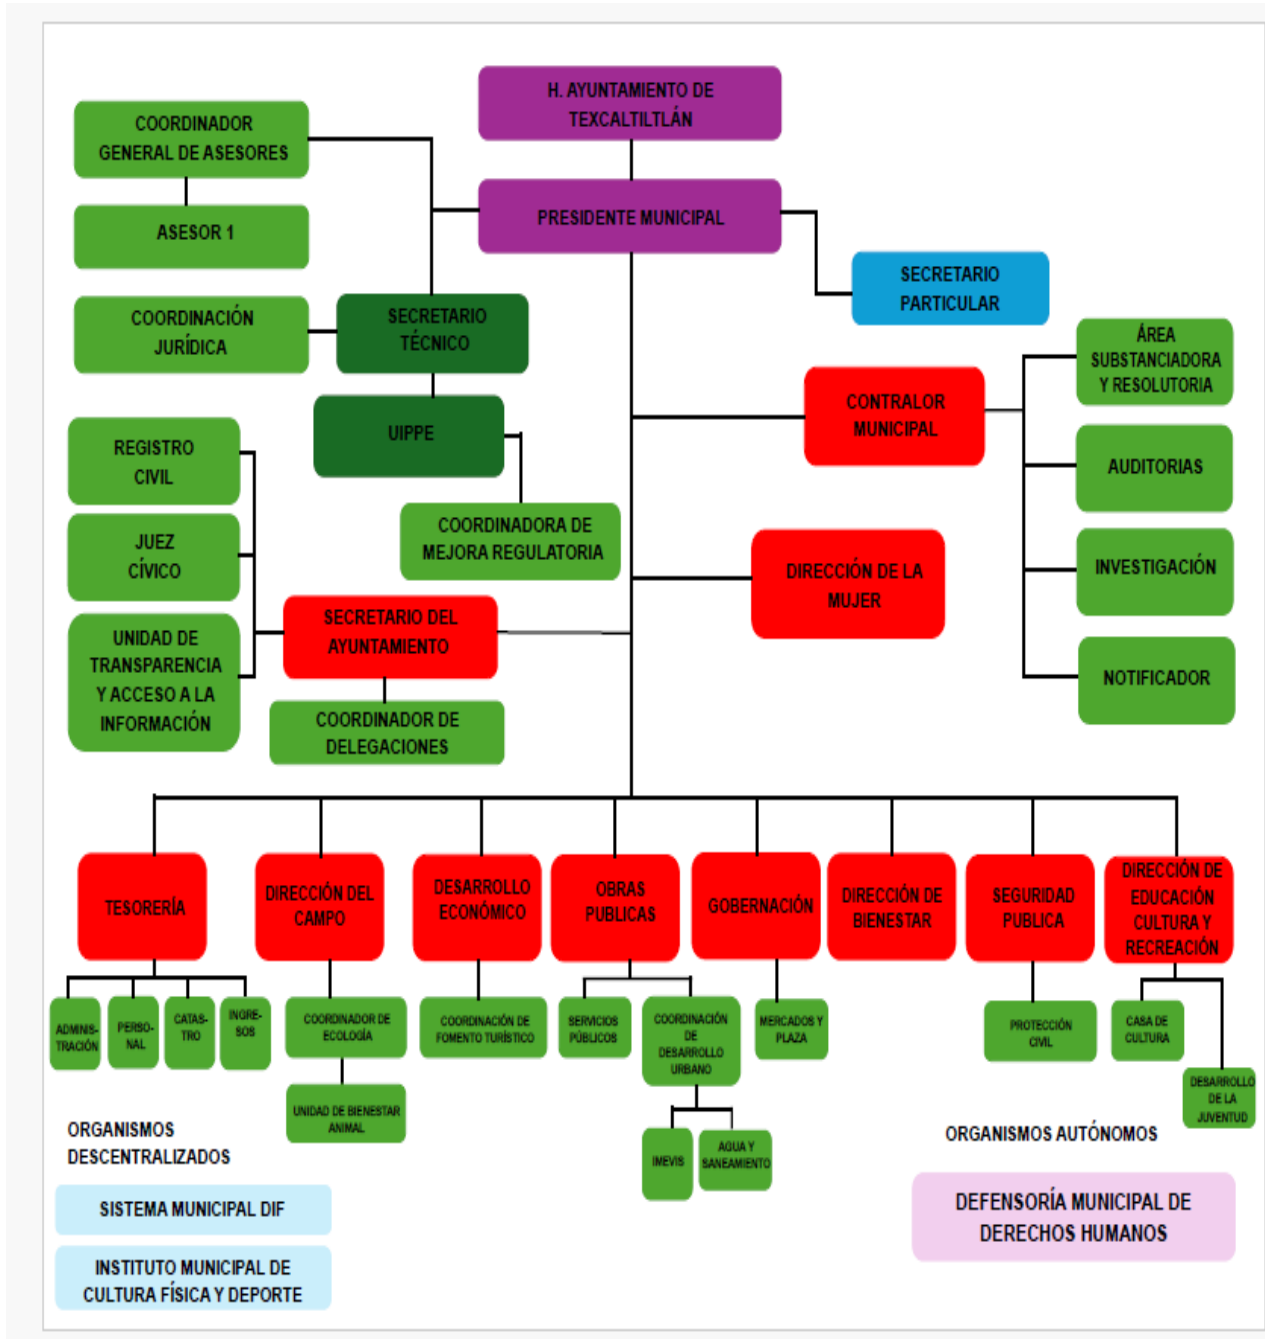 H. AYUNTAMIENTO DE
TEXCALTILTLÁN
COORDINADOR
GENERAL DE ASESORES
PRESIDENTE MUNICIPAL
ASESOR 1
SECRETARIO
PARTICULAR
COORDINACIÓN
JURÍDICA
SECRETARIO
TÉCNICO
ÁREA
SUBSTANCIADORA
Y RESOLUTORIA
CONTRALOR
MUNICIPAL
UIPPE
REGISTRO
CIVIL
AUDITORIAS
COORDINADORA DE
MEJORA REGULATORIA
JUEZ
CÍVICO
DIRECCIÓN DE LA
MUJER
INVESTIGACIÓN
SECRETARIO DEL
AYUNTAMIENTO
UNIDAD DE
TRANSPARENCIA
Y ACCESO A LA
INFORMACIÓN
NOTIFICADOR
COORDINADOR DE
DELEGACIONES
TESORERÍA
DIRECCIÓN DEL
CAMPO
DESARROLLO
ECONÓMICO
OBRAS
PUBLICAS
GOBERNACIÓN
DIRECCIÓN DE
BIENESTAR
SEGURIDAD
PUBLICA
DIRECCIÓN DE
EDUCACIÓN
CULTURA Y
RECREACIÓN
ADMINIS-
TRACIÓN
PERSO-
NAL
CATAS-
TRO
INGRE-
SOS
COORDINADOR DE
ECOLOGÍA
COORDINACIÓN DE
FOMENTO TURÍSTICO
SERVICIOS
PÚBLICOS
COORDINACIÓN
DE
DESARROLLO
URBANO
MERCADOS Y
PLAZA
PROTECCIÓN
CIVIL
CASA DE
CULTURA
DESARROLLO
DE LA
JUVENTUD
UNIDAD DE BIENESTAR
ANIMAL
IMEVIS
AGUA Y
SANEAMIENTO
ORGANISMOS
DESCENTRALIZADOS
SISTEMA MUNICIPAL DIF
INSTITUTO MUNICIPAL DE
CULTURA FÍSICA Y DEPORTE
ORGANISMOS AUTÓNOMOS
DEFENSORÍA MUNICIPAL DE
DERECHOS HUMANOS